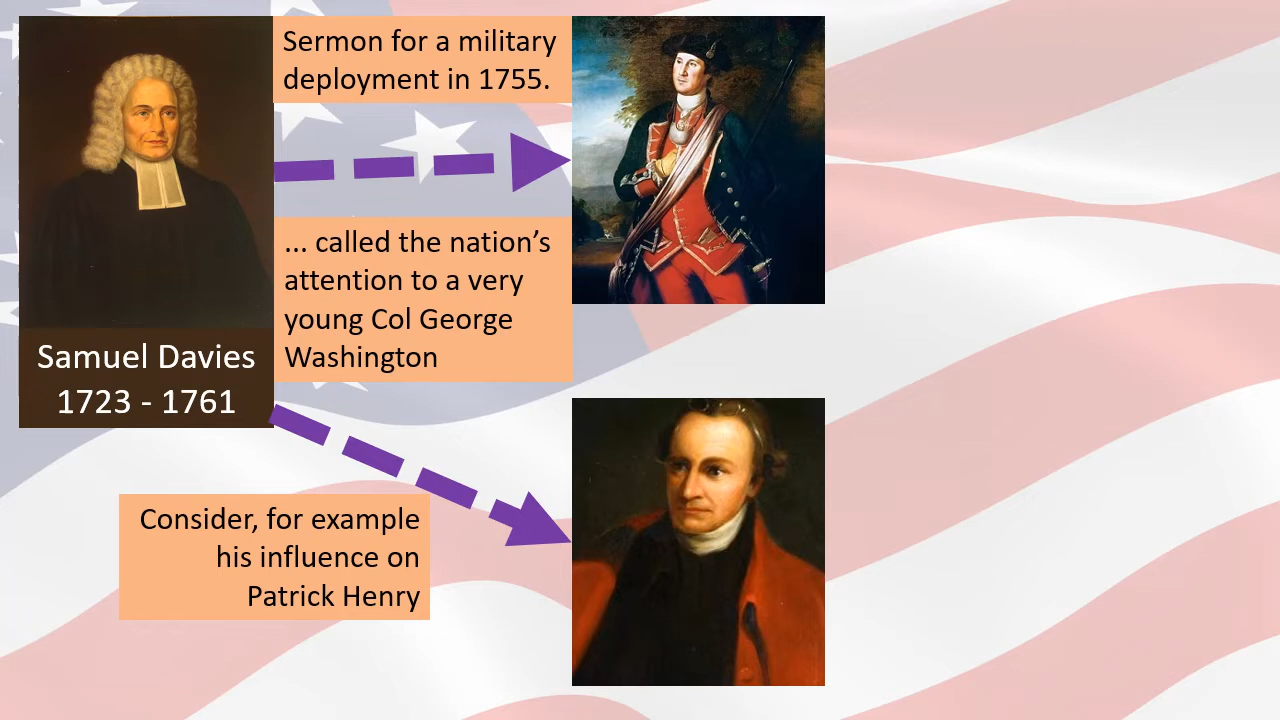 Sermon for a military
deployment in 1755.
... called the nation’s
attention to a very
young Col George
Washington
Samuel Davies
1723 - 1761
Consider, for example
his influence on
Patrick Henry